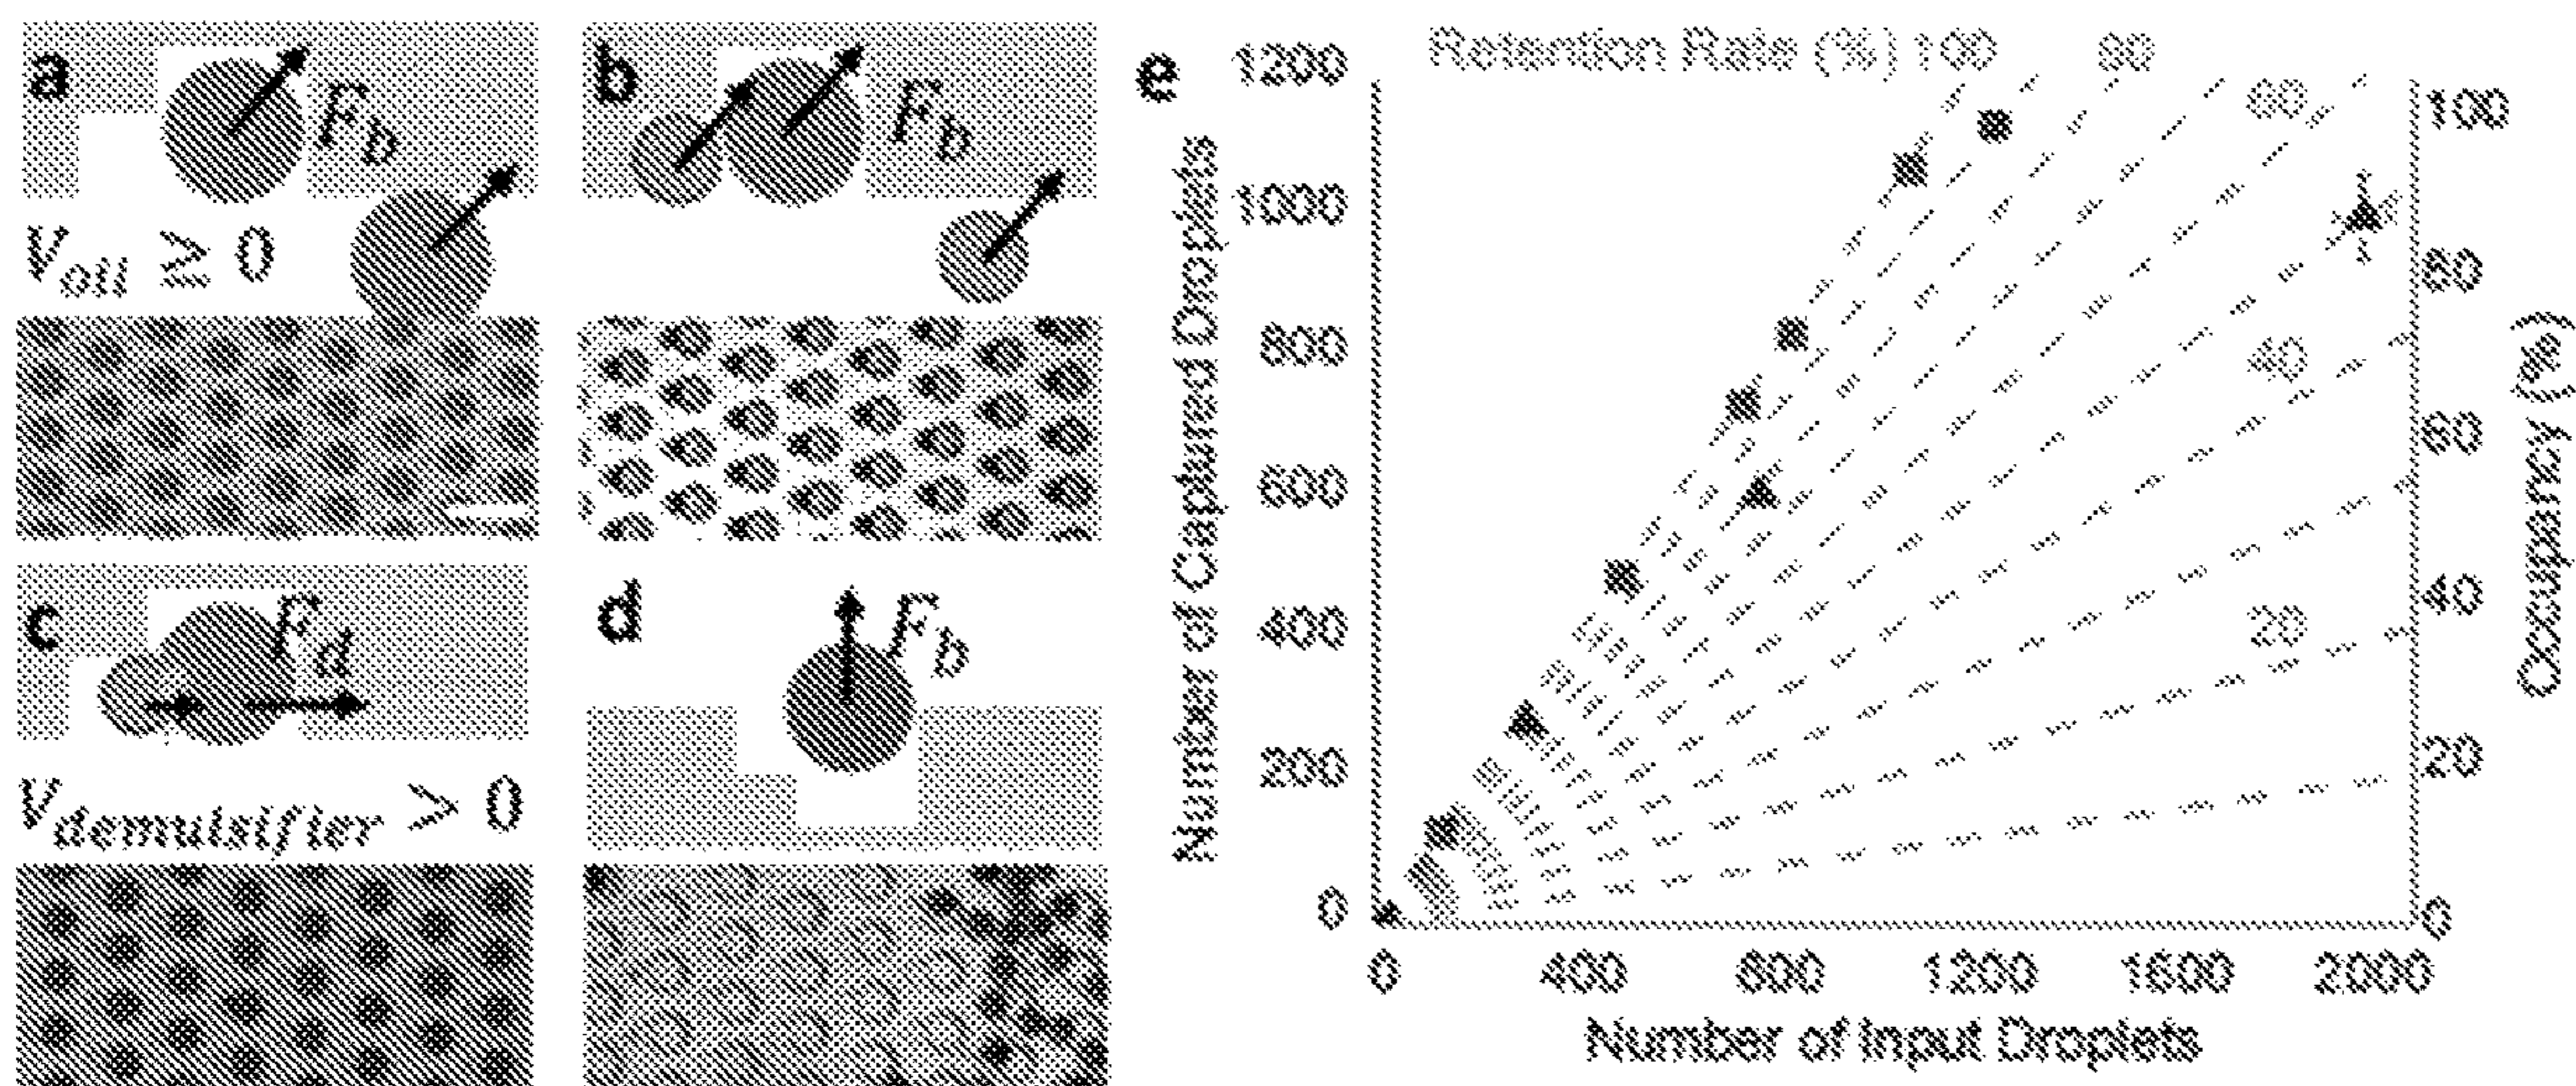 a
F_b
V_oil ≥ 0
b
F_b
c
F_d
V_demulsifier > 0
d
F_b
e
Retention Rate (%) 100 80
60
40
20
Number of Captured Droplets
1200
1000
800
600
400
200
0
100
80
60
40
20
0
Occupancy (%)
0 400 800 1200 1600 2000
Number of Input Droplets